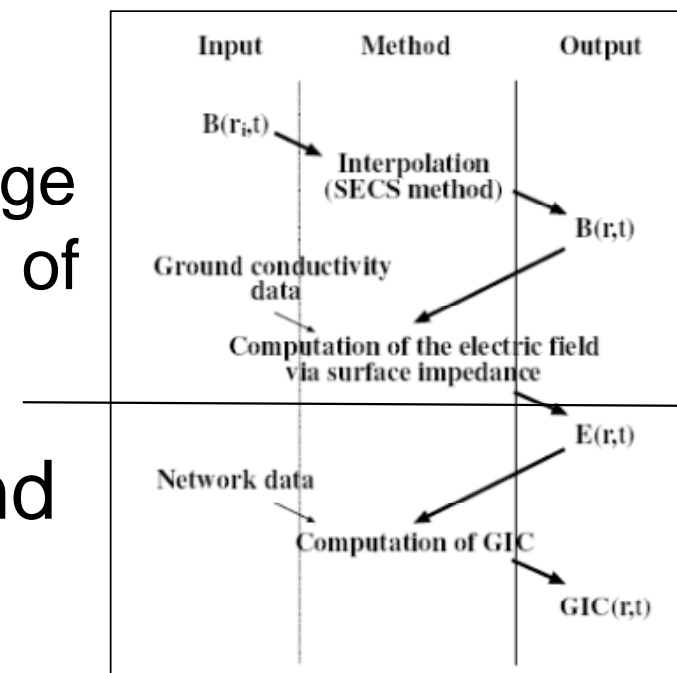 Input Method Output
B(ri,t)
ge
Interpolation
(SECS method)
B(r,t)
of
Ground conductivity
data
Computation of the electric field
via surface impedance
E(r,t)
nd
Network data
Computation of GIC
GIC(r,t)